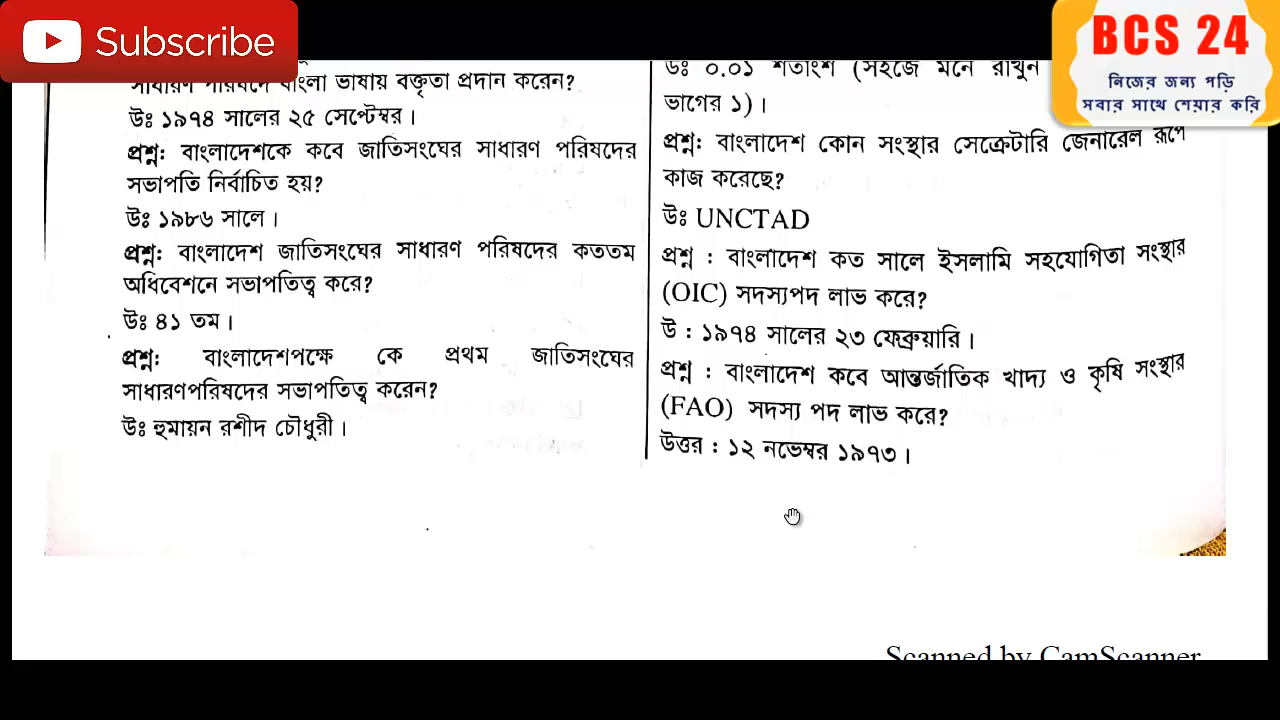 Subscribe
BCS 24
নিজের জন্য পড়ি
সবার সাথে শেয়ার করি
সাধারণ পরিষদে বাংলা ভাষায় বক্তৃতা প্রদান করেন?
উঃ ১৯৭৪ সালের ২৫ সেপ্টেম্বর।
প্রশ্ন: বাংলাদেশকে কবে জাতিসংঘের সাধারণ পরিষদের
সভাপতি নির্বাচিত হয়?
উঃ ১৯৮৬ সালে।
প্রশ্ন: বাংলাদেশ জাতিসংঘের সাধারণ পরিষদের কততম
অধিবেশনে সভাপতিত্ব করে?
উঃ ৪১ তম।
প্রশ্ন: বাংলাদেশপক্ষে কে প্রথম জাতিসংঘের
সাধারণপরিষদের সভাপতিত্ব করেন?
উঃ হুমায়ন রশীদ চৌধুরী।
উঃ ০.০১ শতাংশ (সহজে মনে রাখুন
ভাগের ১)।
প্রশ্ন: বাংলাদেশ কোন সংস্থার সেক্রেটারি জেনারেল রূপে
কাজ করেছে?
উঃ UNCTAD
প্রশ্ন : বাংলাদেশ কত সালে ইসলামি সহযোগিতা সংস্থার
(OIC) সদস্যপদ লাভ করে?
উ : ১৯৭৪ সালের ২৩ ফেব্রুয়ারি।
প্রশ্ন : বাংলাদেশ কবে আন্তর্জাতিক খাদ্য ও কৃষি সংস্থার
(FAO) সদস্য পদ লাভ করে?
উত্তর : ১২ নভেম্বর ১৯৭৩।
Scanned by CamScanner